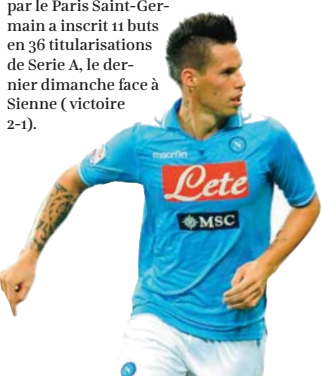 par le Paris Saint-Ger-
main a inscrit 11 buts
en 36 titularisations
de Serie A, le der-
nier dimanche face à
Sienne ( victoire
2-1).
macron
Lete
MSC